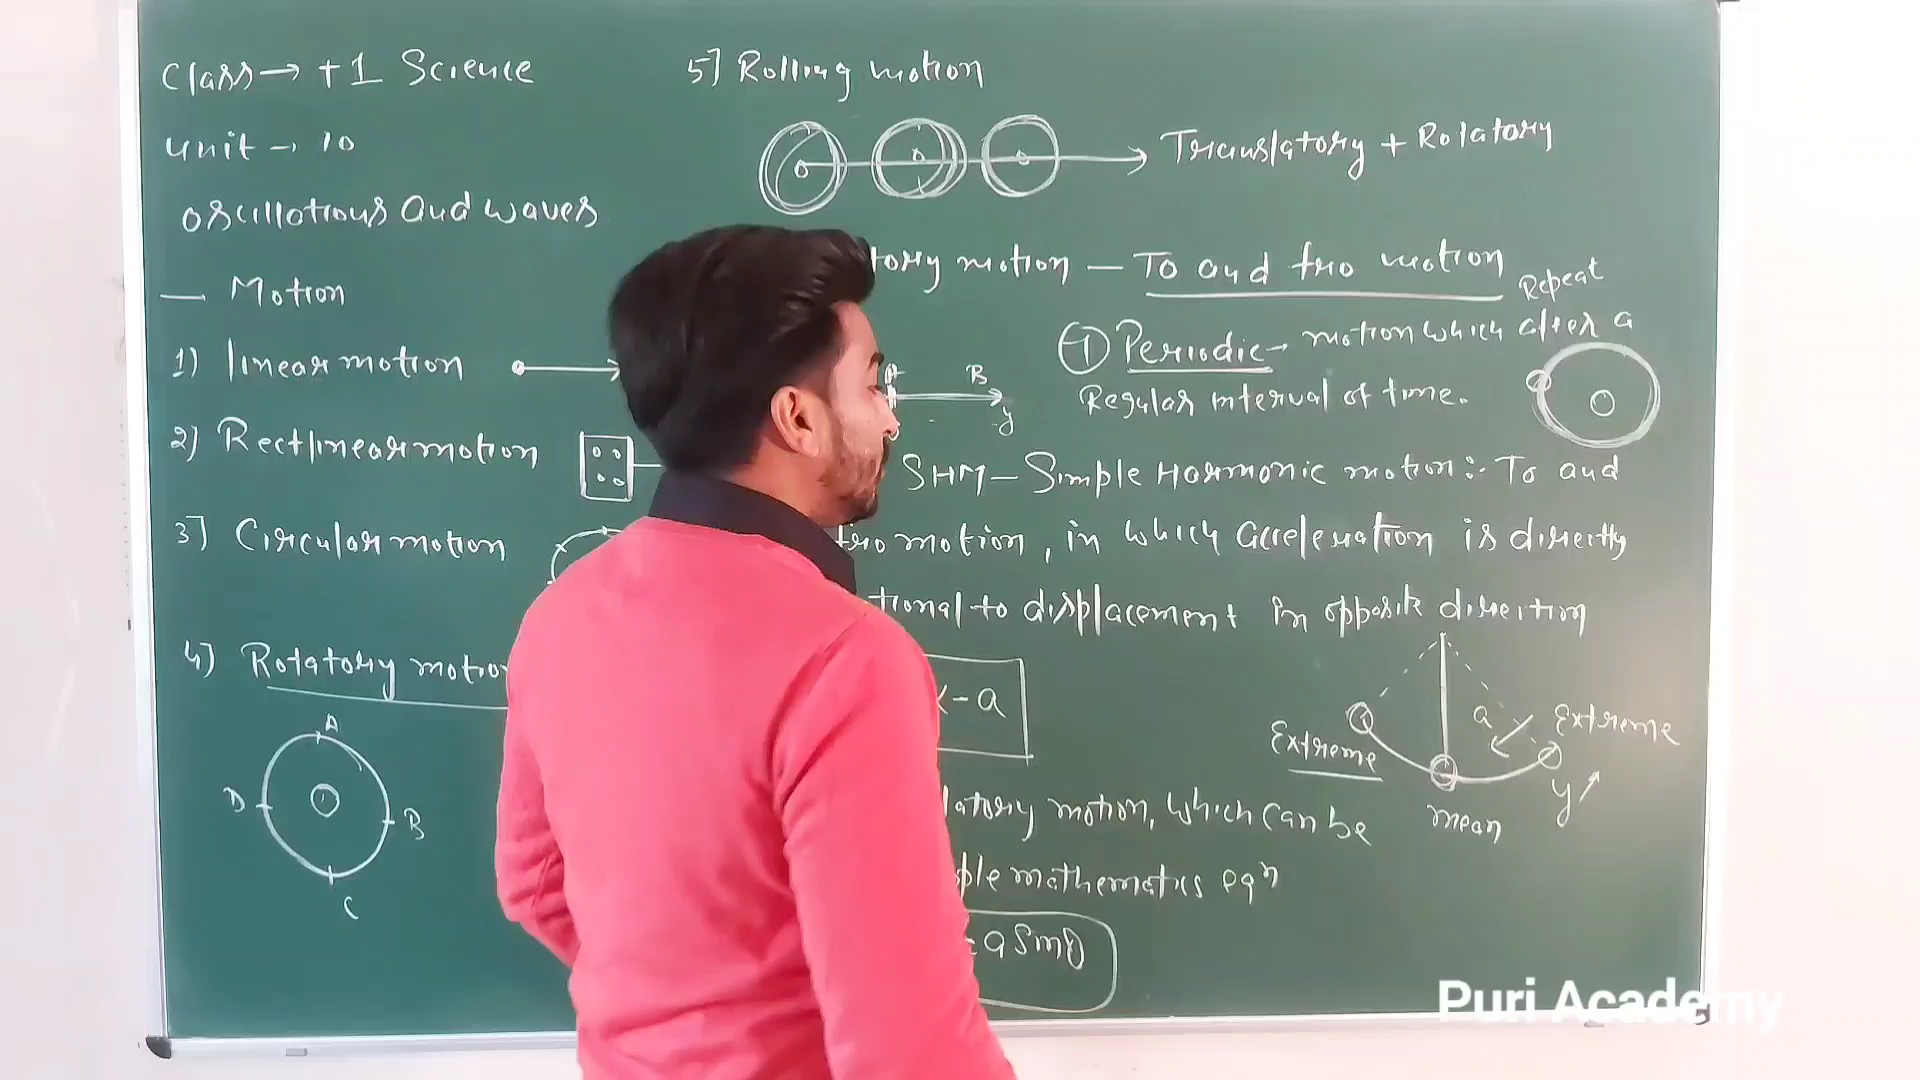 Class → +1 Science
Unit → 10
Oscillations and waves
— Motion
1) linear motion
2) Rectlinear motion
3] Circular motion
4) Rotatory motion
A
D
B
C
5] Rolling motion
Translatory + Rotatory
tory motion — To and fro motion
Repeat
① Periodic → motion which after a
Regular interval of time.
B
y
SHM — Simple Harmonic motion :- To and
fro motion, in which acceleration is directly
tional to displacement in opposite direction
- a
Extreme
a
Extreme
y
mean
latory motion, which can be
ple mathematics eqn
= a Sinθ
Puri Academy